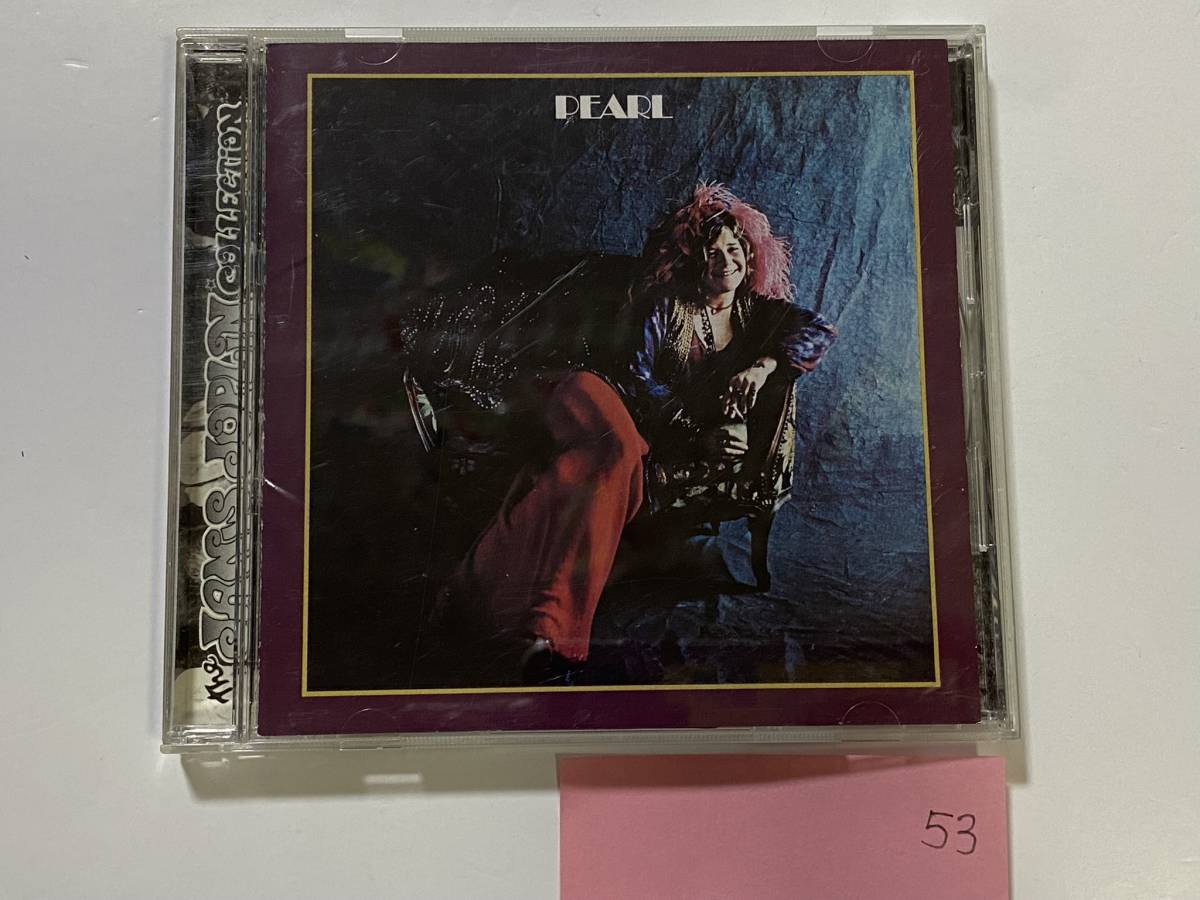 PEARL
the JANIS JOPLIN COLLECTION
53